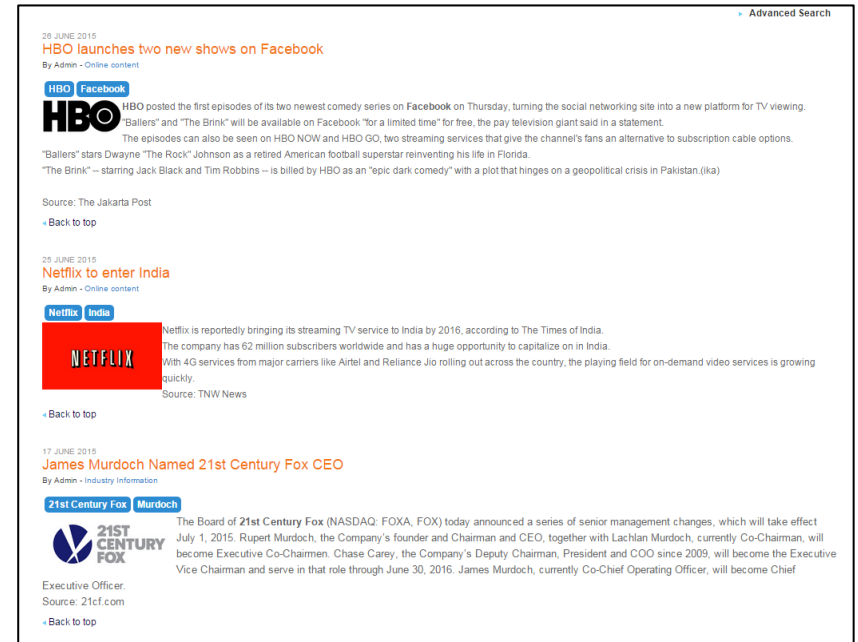 Advanced Search
26 JUNE 2015
HBO launches two new shows on Facebook
By Admin - Online content
HBO Facebook
HBO
HBO posted the first episodes of its two newest comedy series on Facebook on Thursday, turning the social networking site into a new platform for TV viewing.
"Ballers" and "The Brink" will be available on Facebook "for a limited time" for free, the pay television giant said in a statement.
The episodes can also be seen on HBO NOW and HBO GO, two streaming services that give the channel's fans an alternative to subscription cable options.
"Ballers" stars Dwayne "The Rock" Johnson as a retired American football superstar reinventing his life in Florida.
"The Brink" -- starring Jack Black and Tim Robbins -- is billed by HBO as an "epic dark comedy" with a plot that hinges on a geopolitical crisis in Pakistan.(ika)
Source: The Jakarta Post
Back to top
25 JUNE 2015
Netflix to enter India
By Admin - Online content
Netflix India
NETFLIX
Netflix is reportedly bringing its streaming TV service to India by 2016, according to The Times of India.
The company has 62 million subscribers worldwide and has a huge opportunity to capitalize on in India.
With 4G services from major carriers like Airtel and Reliance Jio rolling out across the country, the playing field for on-demand video services is growing
quickly.
Source: TNW News
Back to top
17 JUNE 2015
James Murdoch Named 21st Century Fox CEO
By Admin - Industry Information
21st Century Fox Murdoch
21ST
CENTURY
FOX
The Board of 21st Century Fox (NASDAQ: FOXA, FOX) today announced a series of senior management changes, which will take effect
July 1, 2015. Rupert Murdoch, the Company's founder and Chairman and CEO, together with Lachlan Murdoch, currently Co-Chairman, will
become Executive Co-Chairmen. Chase Carey, the Company's Deputy Chairman, President and COO since 2009, will become the Executive
Vice Chairman and serve in that role through June 30, 2016. James Murdoch, currently Co-Chief Operating Officer, will become Chief
Executive Officer.
Source: 21cf.com
Back to top